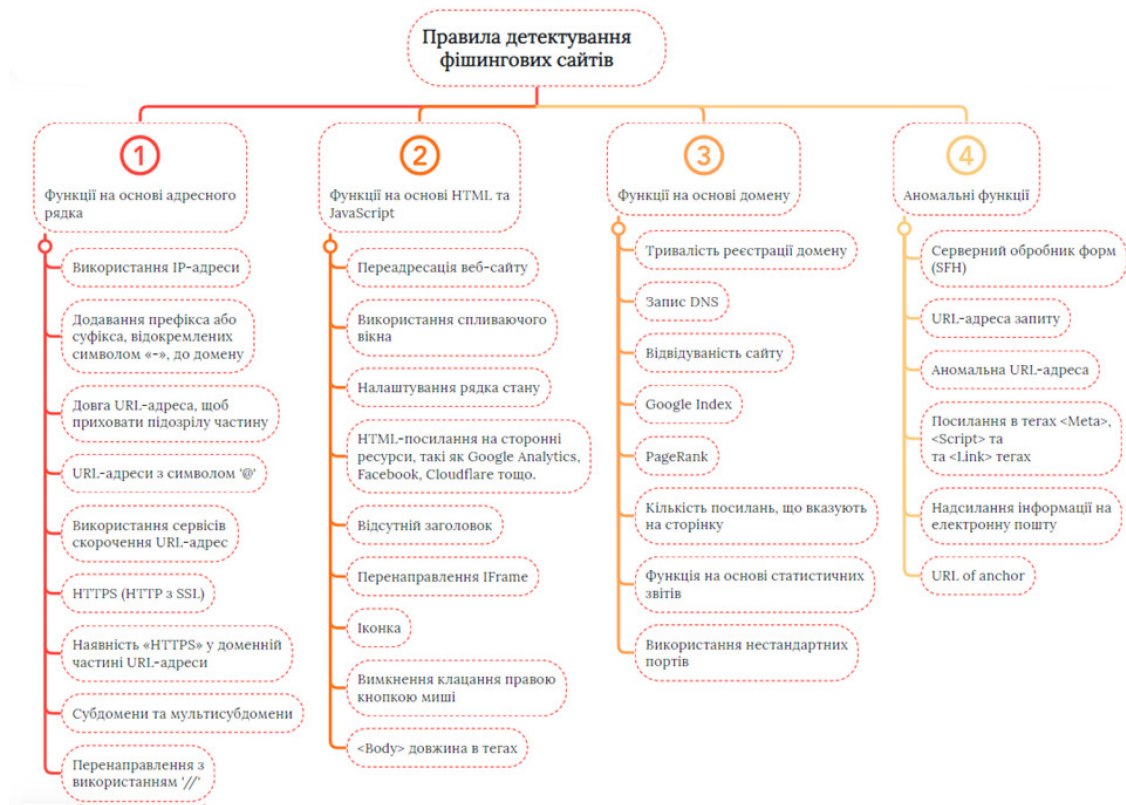 Правила детектування
фішингових сайтів
1
Функції на основі адресного
рядка
Використання IP-адреси
Додавання префікса або
суфікса, відокремлених
символом «-», до домену
Довга URL-адреса, щоб
приховати підозрілу частину
URL-адреси з символом '@'
Використання сервісів
скорочення URL-адрес
HTTPS (HTTP з SSL)
Наявність «HTTPS» у доменній
частині URL-адреси
Субдомени та мультисубдомени
Перенаправлення з
використанням '//'
2
Функції на основі HTML та
JavaScript
Переадресація веб-сайту
Використання спливаючого
вікна
Налаштування рядка стану
HTML-посилання на сторонні
ресурси, такі як Google Analytics,
Facebook, Cloudflare тощо.
Відсутній заголовок
Перенаправлення IFrame
Іконка
Вимкнення клацання правою
кнопкою миші
<Body> довжина в тегах
3
Функції на основі домену
Тривалість реєстрації домену
Запис DNS
Відвідуваність сайту
Google Index
PageRank
Кількість посилань, що вказують
на сторінку
Функція на основі статистичних
звітів
Використання нестандартних
портів
4
Аномальні функції
Серверний обробник форм
(SFH)
URL-адреса запиту
Аномальна URL-адреса
Посилання в тегах <Meta>,
<Script> та
та <Link> тегах
Надсилання інформації на
електронну пошту
URL of anchor